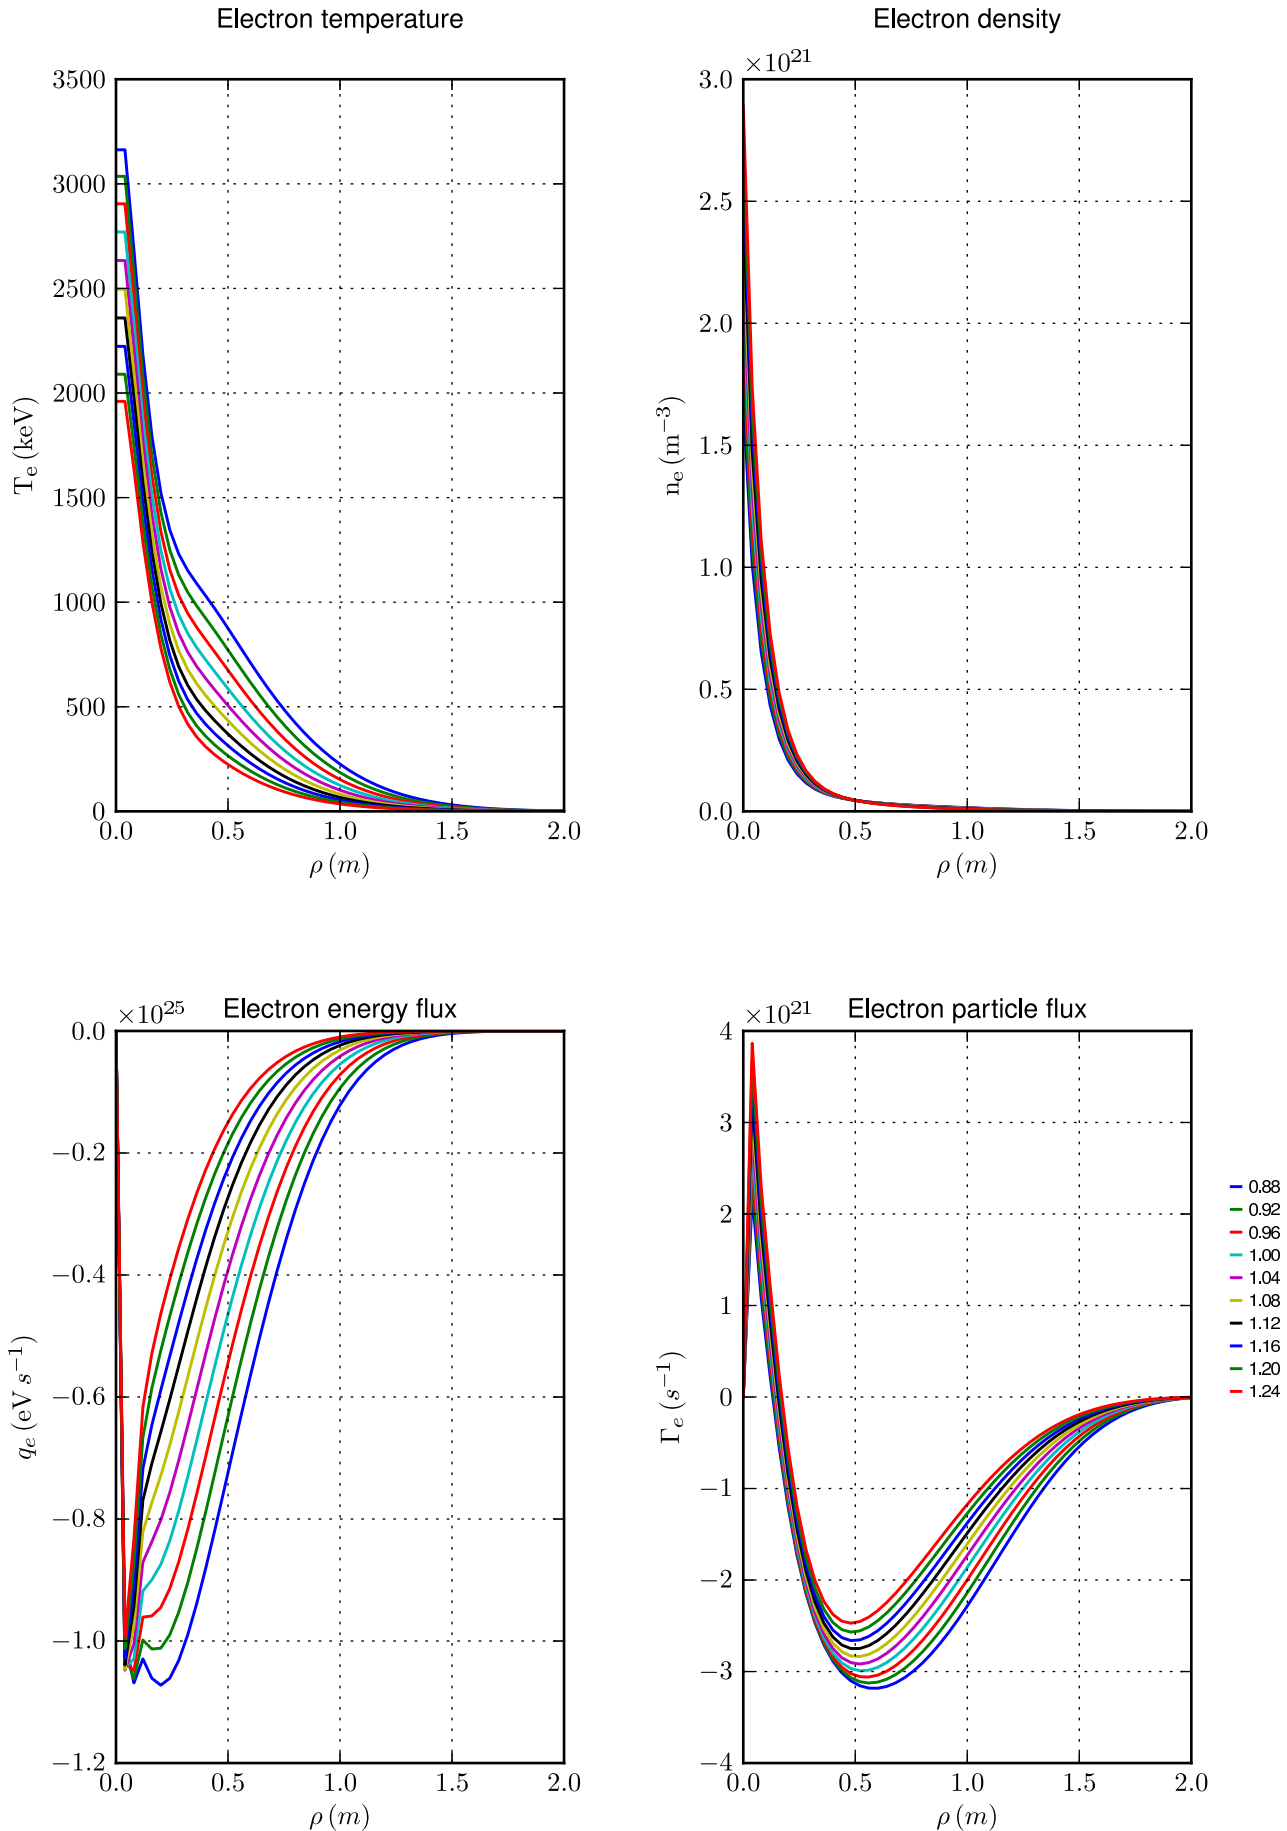 Electron temperature
3500
3000
2500
2000
1500
1000
500
0
T_e (keV)
0.0 0.5 1.0 1.5 2.0
ρ (m)
Electron density
×10^21
3.0
2.5
2.0
1.5
1.0
0.5
0.0
n_e (m^−3)
0.0 0.5 1.0 1.5 2.0
ρ (m)
Electron energy flux
×10^25
0.0
−0.2
−0.4
−0.6
−0.8
−1.0
−1.2
q_e (eV s^−1)
0.0 0.5 1.0 1.5 2.0
ρ (m)
Electron particle flux
×10^21
4
3
2
1
0
−1
−2
−3
−4
Γ_e (s^−1)
0.0 0.5 1.0 1.5 2.0
ρ (m)
0.88
0.92
0.96
1.00
1.04
1.08
1.12
1.16
1.20
1.24